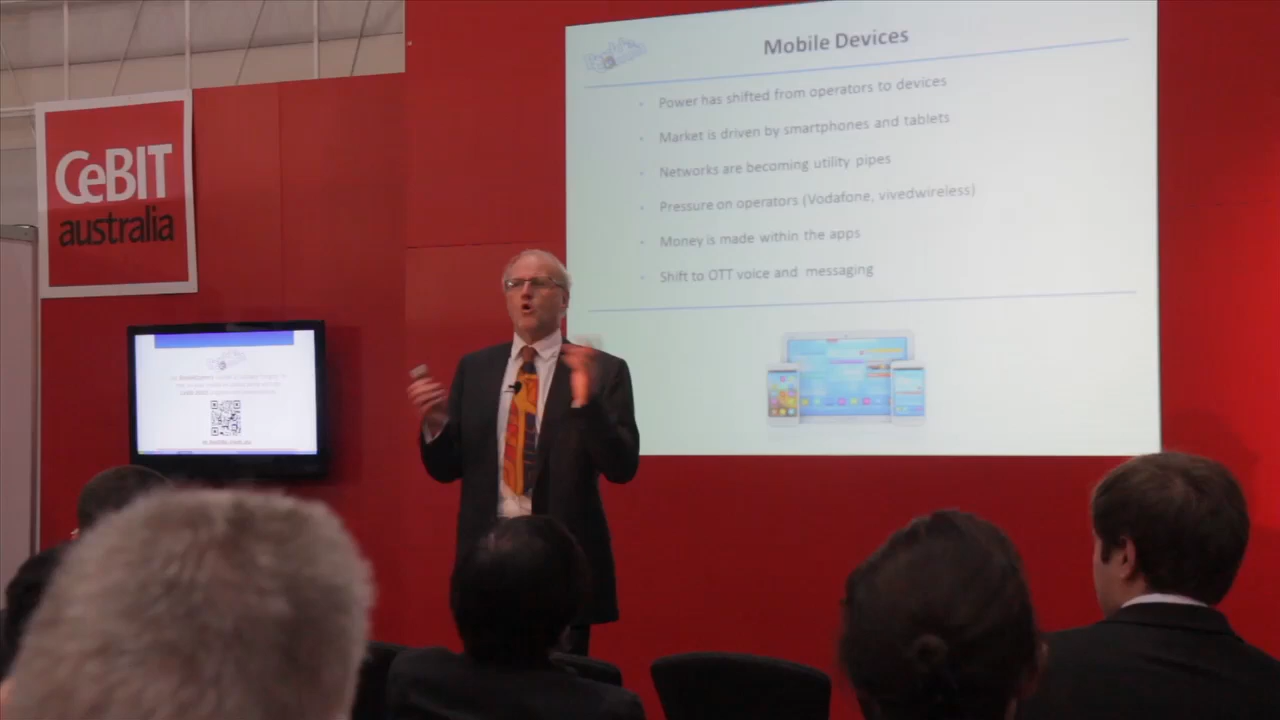 Mobile Devices
Power has shifted from operators to devices
Market is driven by smartphones and tablets
Networks are becoming utility pipes
Pressure on operators (Vodafone, vivedwireless)
Money is made within the apps
Shift to OTT voice and messaging
CeBIT
australia